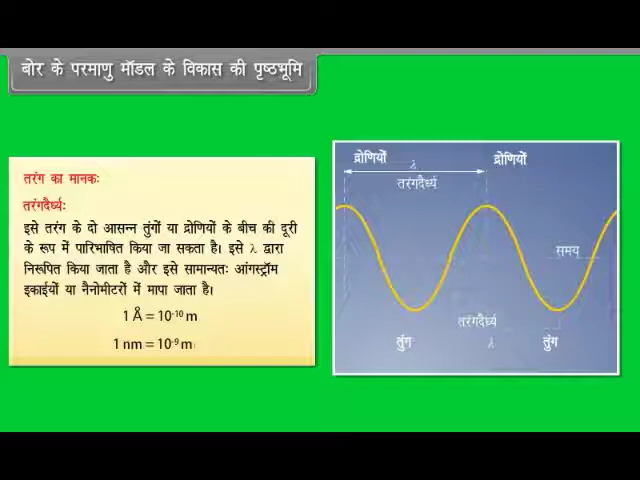 बोर के परमाणु मॉडल के विकास की पृष्ठभूमि
तरंग का मानकः
तरंगदैर्ध्यः
इसे तरंग के दो आसन्न तुंगों या द्रोणियों के बीच की दूरी
के रूप में पारिभाषित किया जा सकता है। इसे λ द्वारा
निरूपित किया जाता है और इसे सामान्यतः आंगस्ट्रॉम
इकाईयों या नैनोमीटरों में मापा जाता है।
1 Å = 10⁻¹⁰ m
1 nm = 10⁻⁹ m
द्रोणियों λ द्रोणियों
तरंगदैर्ध्य
समय
तरंगदैर्ध्य
तुंग λ तुंग